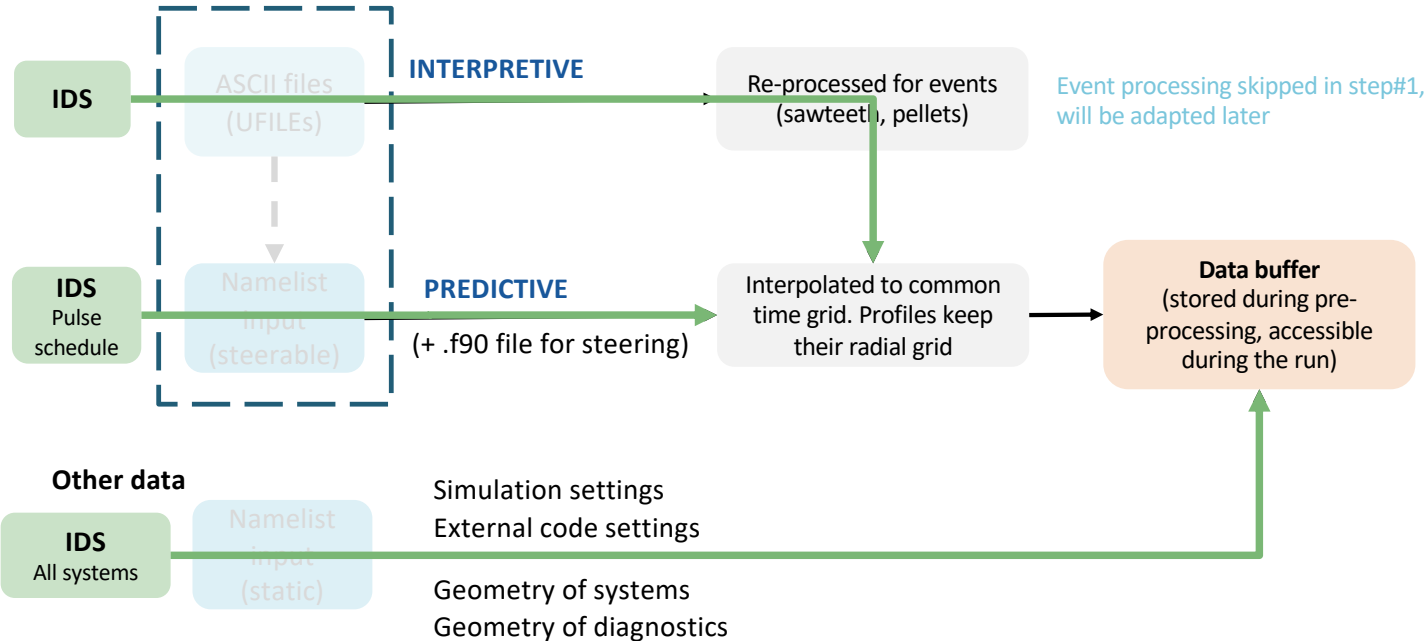 IDS
ASCII files
(UFILEs)
INTERPRETIVE
Re-processed for events
(sawteeth, pellets)
Event processing skipped in step#1,
will be adapted later
IDS
Pulse
schedule
Namelist
input
(steerable)
PREDICTIVE
(+ .f90 file for steering)
Interpolated to common
time grid. Profiles keep
their radial grid
Data buffer
(stored during pre-
processing, accessible
during the run)
Other data
IDS
All systems
Namelist
input
(static)
Simulation settings
External code settings
Geometry of systems
Geometry of diagnostics